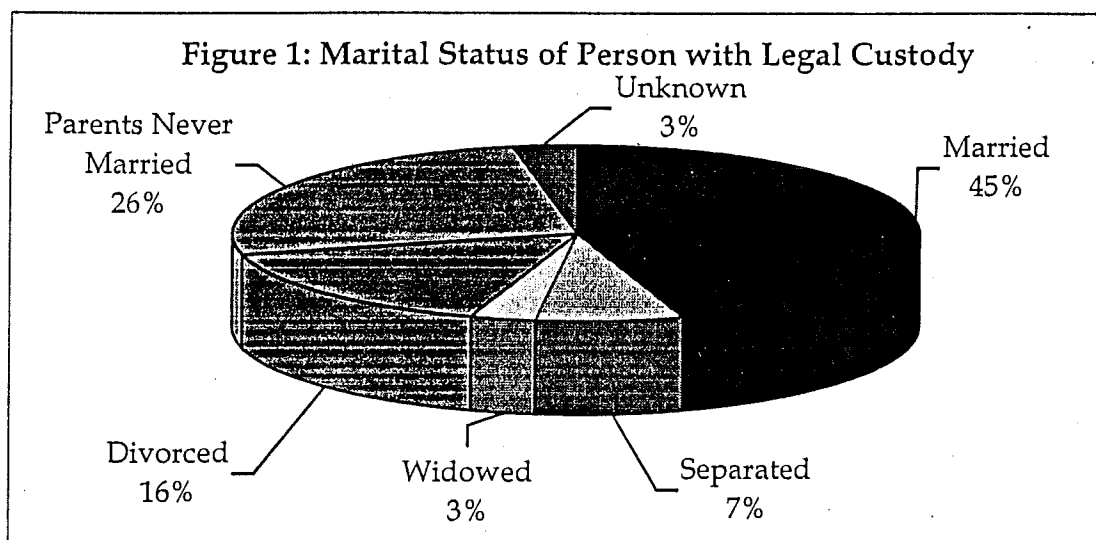 Figure 1: Marital Status of Person with Legal Custody
Unknown
3%
Parents Never
Married
26%
Married
45%
Divorced
16%
Widowed
3%
Separated
7%